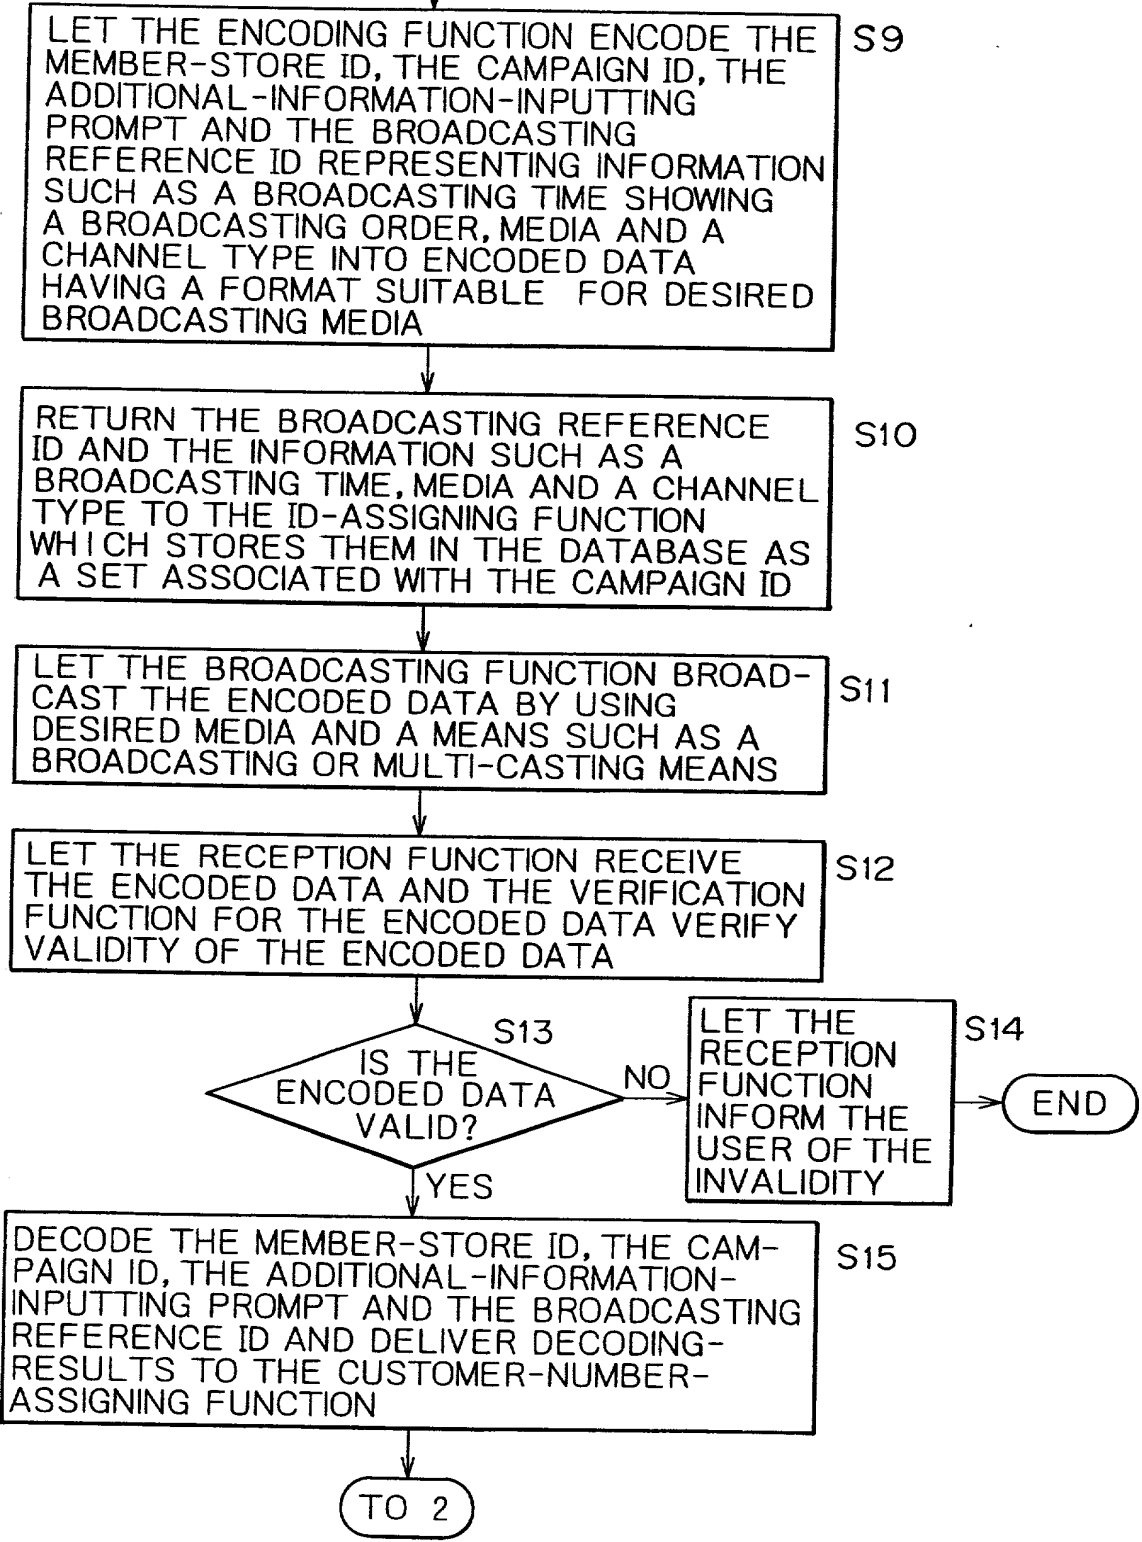 LET THE ENCODING FUNCTION ENCODE THE
MEMBER-STORE ID, THE CAMPAIGN ID, THE
ADDITIONAL-INFORMATION-INPUTTING
PROMPT AND THE BROADCASTING
REFERENCE ID REPRESENTING INFORMATION
SUCH AS A BROADCASTING TIME SHOWING
A BROADCASTING ORDER, MEDIA AND A
CHANNEL TYPE INTO ENCODED DATA
HAVING A FORMAT SUITABLE FOR DESIRED
BROADCASTING MEDIA
S9
RETURN THE BROADCASTING REFERENCE
ID AND THE INFORMATION SUCH AS A
BROADCASTING TIME, MEDIA AND A CHANNEL
TYPE TO THE ID-ASSIGNING FUNCTION
WHICH STORES THEM IN THE DATABASE AS
A SET ASSOCIATED WITH THE CAMPAIGN ID
S10
LET THE BROADCASTING FUNCTION BROAD-
CAST THE ENCODED DATA BY USING
DESIRED MEDIA AND A MEANS SUCH AS A
BROADCASTING OR MULTI-CASTING MEANS
S11
LET THE RECEPTION FUNCTION RECEIVE
THE ENCODED DATA AND THE VERIFICATION
FUNCTION FOR THE ENCODED DATA VERIFY
VALIDITY OF THE ENCODED DATA
S12
S13
IS THE
ENCODED DATA
VALID?
NO
LET THE
RECEPTION
FUNCTION
INFORM THE
USER OF THE
INVALIDITY
S14
END
YES
DECODE THE MEMBER-STORE ID, THE CAM-
PAIGN ID, THE ADDITIONAL-INFORMATION-
INPUTTING PROMPT AND THE BROADCASTING
REFERENCE ID AND DELIVER DECODING-
RESULTS TO THE CUSTOMER-NUMBER-
ASSIGNING FUNCTION
S15
TO 2